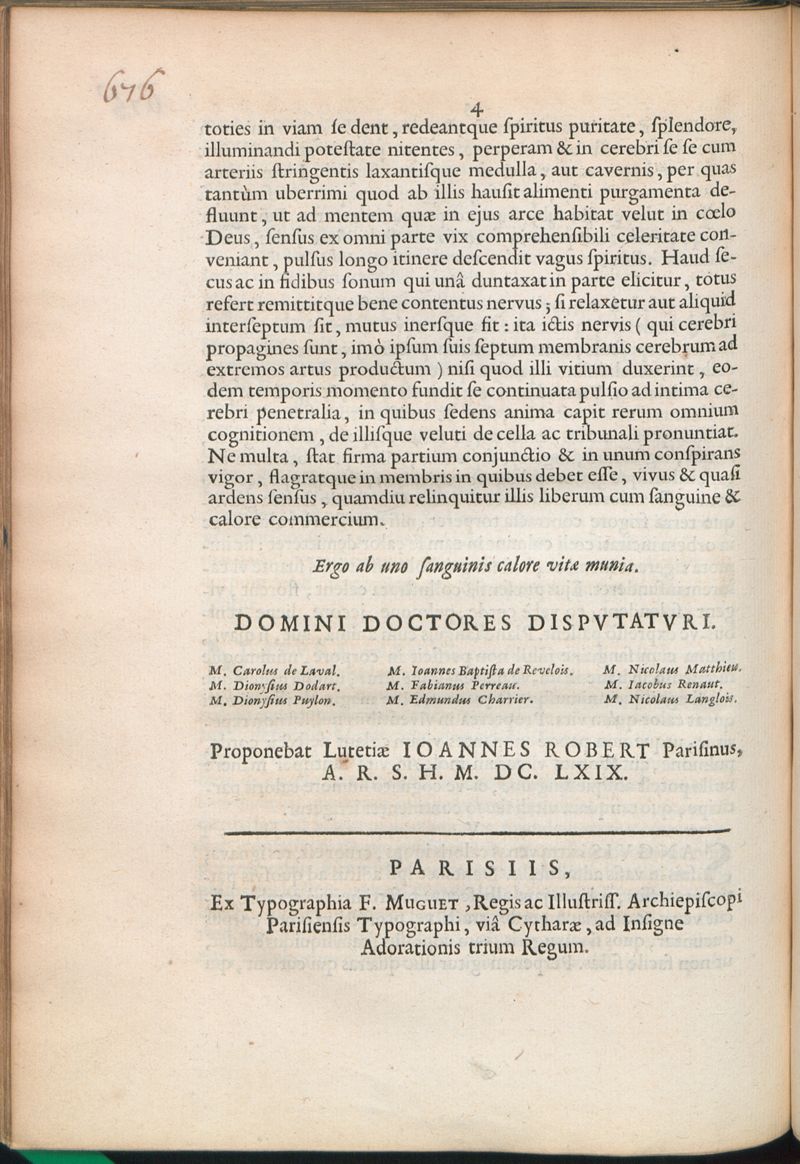 676
4
toties in viam ſe dent, redeantque ſpiritus puritate, ſplendore,
illuminandi poteſtate nitentes, perperam & in cerebri ſe ſe cum
arteriis ſtringentis laxantiſque medulla, aut cavernis, per quas
tantùm uberrimi quod ab illis hauſit alimenti purgamenta de-
fluunt, ut ad mentem quæ in ejus arce habitat velut in cœlo
Deus, ſenſus ex omni parte vix comprehenſibili celeritate con-
veniant, pulſus longo itinere deſcendit vagus ſpiritus. Haud ſe-
cus ac in fidibus ſonum qui unâ duntaxat in parte elicitur, totus
refert remittitque bene contentus nervus; ſi relaxetur aut aliquid
interſeptum ſit, mutus inerſque fit: ita ictis nervis ( qui cerebri
propagines ſunt, imò ipſum ſuis ſeptum membranis cerebrum ad
extremos artus productum ) niſi quod illi vitium duxerint, eo-
dem temporis momento fundit ſe continuata pulſio ad intima ce-
rebri penetralia, in quibus ſedens anima capit rerum omnium
cognitionem, de illiſque veluti de cella ac tribunali pronuntiat.
Ne multa, ſtat firma partium conjunctio & in unum conſpirans
vigor, flagratque in membris in quibus debet eſſe, vivus & quaſi
ardens ſenſus, quamdiu relinquitur illis liberum cum ſanguine &
calore commercium.
Ergo ab uno ſanguinis calore vitæ munia.
DOMINI DOCTORES DISPVTATVRI.
M. Carolus de Laval. M. Ioannes Baptiſta de Revelois. M. Nicolaus Matthieu.
M. Dionyſius Dodart. M. Fabianus Perreau. M. Iacobus Renaut.
M. Dionyſius Puylon. M. Edmundus Charrier. M. Nicolaus Langlois.
Proponebat Lutetiæ IOANNES ROBERT Pariſinus,
A. R. S. H. M. DC. LXIX.
PARISIIS,
Ex Typographia F. MUGUET, Regis ac Illuſtriſſ. Archiepiſcopi
Pariſienſis Typographi, viâ Cytharæ, ad Inſigne
Adorationis trium Regum.